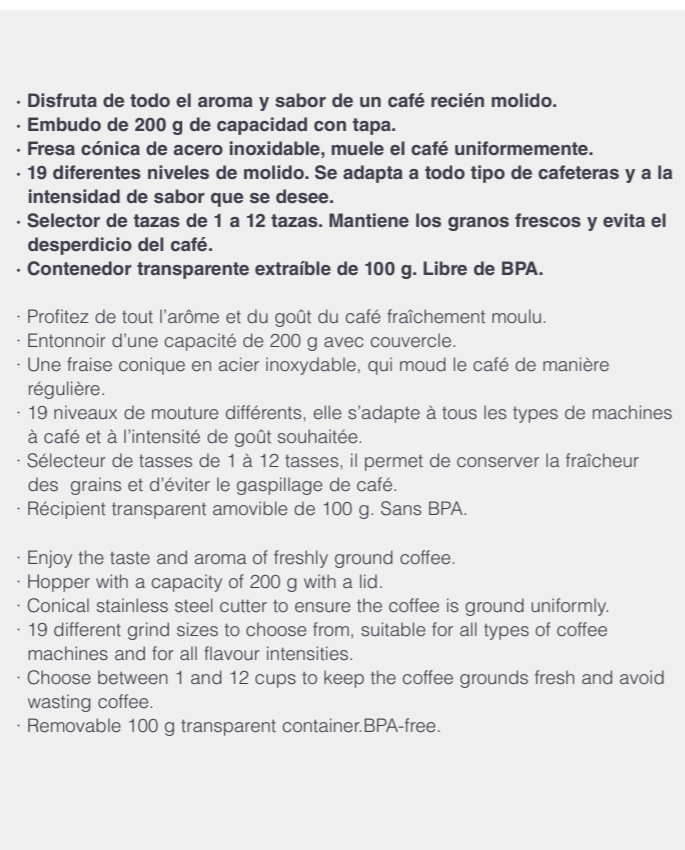 · Disfruta de todo el aroma y sabor de un café recién molido.
· Embudo de 200 g de capacidad con tapa.
· Fresa cónica de acero inoxidable, muele el café uniformemente.
· 19 diferentes niveles de molido. Se adapta a todo tipo de cafeteras y a la
intensidad de sabor que se desee.
· Selector de tazas de 1 a 12 tazas. Mantiene los granos frescos y evita el
desperdicio del café.
· Contenedor transparente extraíble de 100 g. Libre de BPA.
· Profitez de tout l’arôme et du goût du café fraîchement moulu.
· Entonnoir d’une capacité de 200 g avec couvercle.
· Une fraise conique en acier inoxydable, qui moud le café de manière
régulière.
· 19 niveaux de mouture différents, elle s’adapte à tous les types de machines
à café et à l’intensité de goût souhaitée.
· Sélecteur de tasses de 1 à 12 tasses, il permet de conserver la fraîcheur
des  grains et d’éviter le gaspillage de café.
· Récipient transparent amovible de 100 g. Sans BPA.
· Enjoy the taste and aroma of freshly ground coffee.
· Hopper with a capacity of 200 g with a lid.
· Conical stainless steel cutter to ensure the coffee is ground uniformly.
· 19 different grind sizes to choose from, suitable for all types of coffee
machines and for all flavour intensities.
· Choose between 1 and 12 cups to keep the coffee grounds fresh and avoid
wasting coffee.
· Removable 100 g transparent container.BPA-free.